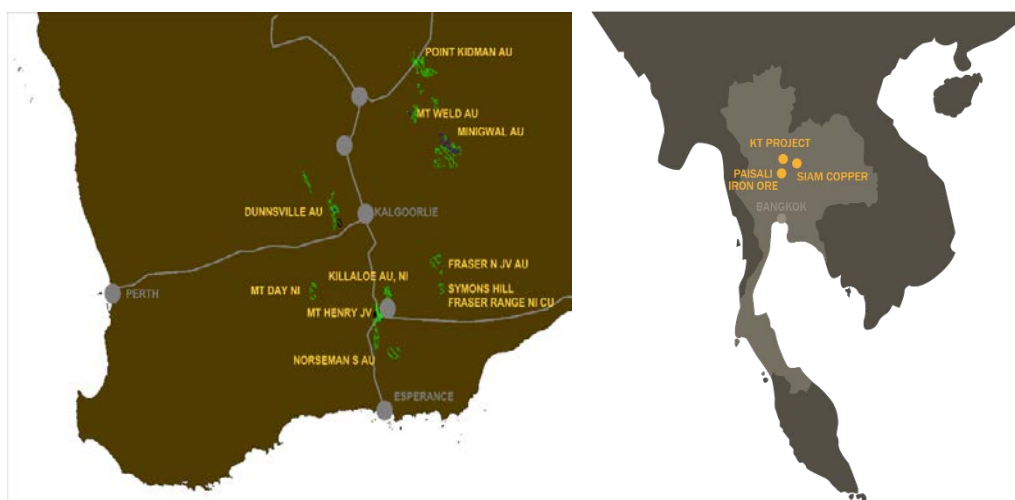 POINT KIDMAN AU
MT WELD AU
MINIGWAL AU
DUNNSVILLE AU
KALGOORLIE
FRASER N JV AU
KILLALOE AU, NI
MT DAY NI
SYMONS HILL
FRASER RANGE NI CU
PERTH
MT HENRY JV
NORSEMAN S AU
ESPERANCE
KT PROJECT
PAISALI
IRON ORE
SIAM COPPER
BANGKOK